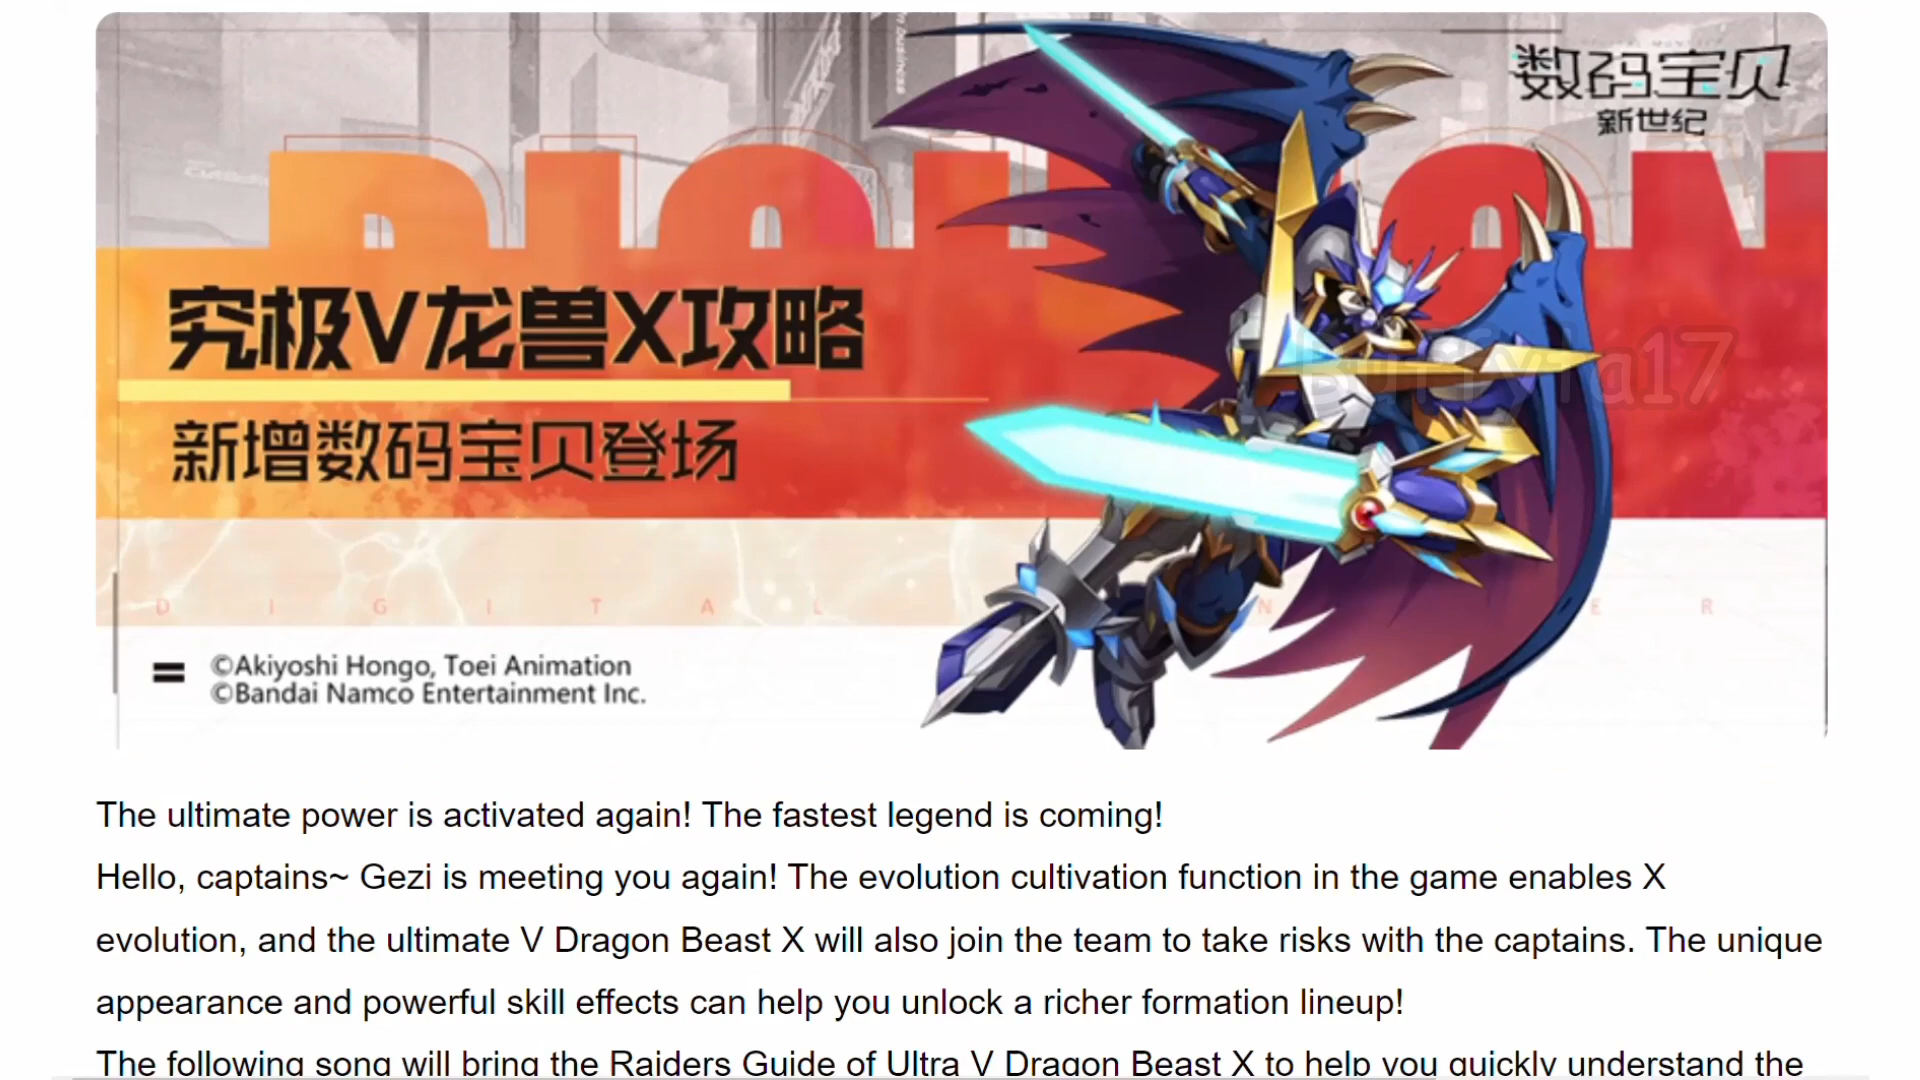 数码宝贝
新世纪
究极V龙兽X攻略
新增数码宝贝登场
DIGITAL
©Akiyoshi Hongo, Toei Animation
©Bandai Namco Entertainment Inc.
The ultimate power is activated again! The fastest legend is coming!
Hello, captains~ Gezi is meeting you again! The evolution cultivation function in the game enables X
evolution, and the ultimate V Dragon Beast X will also join the team to take risks with the captains. The unique
appearance and powerful skill effects can help you unlock a richer formation lineup!
The following song will bring the Raiders Guide of Ultra V Dragon Beast X to help you quickly understand the